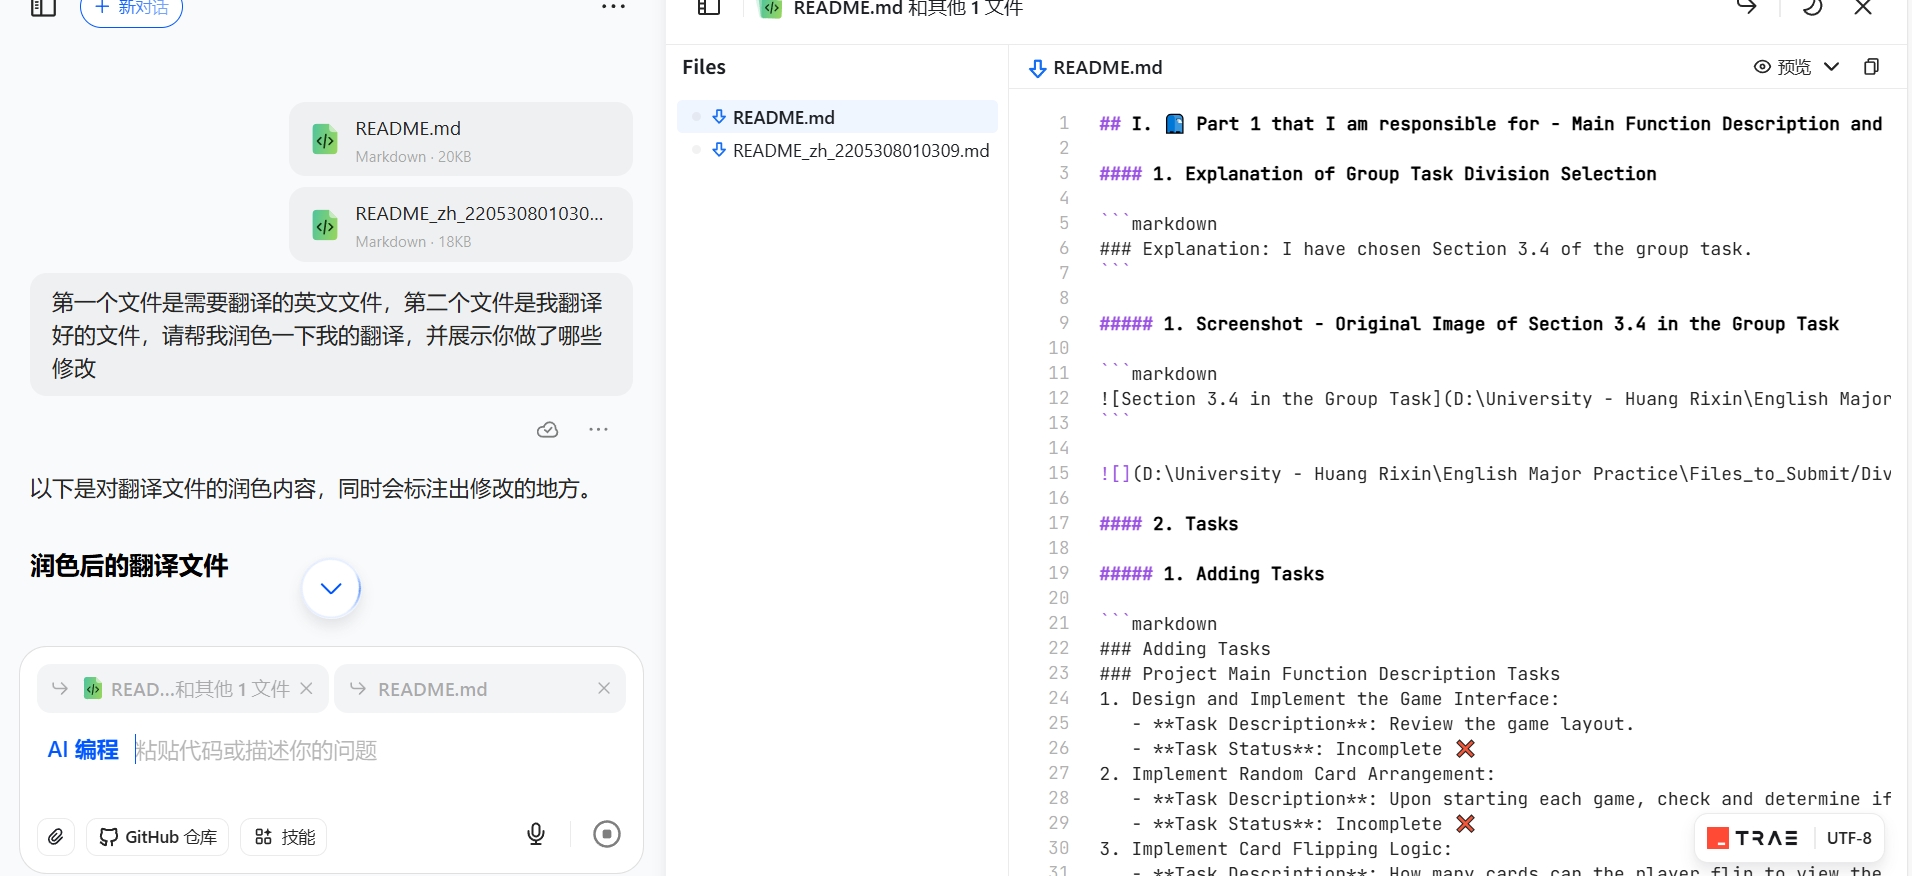 + 新对话
README.md
Markdown · 20KB
README_zh_220530801030...
Markdown · 18KB
第一个文件是需要翻译的英文文件，第二个文件是我翻译
好的文件，请帮我润色一下我的翻译，并展示你做了哪些
修改
以下是对翻译文件的润色内容，同时会标注出修改的地方。
润色后的翻译文件
READ...和其他 1 文件
README.md
AI 编程 粘贴代码或描述你的问题
GitHub 仓库
技能
README.md 和其他 1 文件
Files
README.md
README_zh_2205308010309.md
README.md
预览
1 ## I. 📘 Part 1 that I am responsible for - Main Function Description and
2
3 #### 1. Explanation of Group Task Division Selection
4
5 ```markdown
6 ### Explanation: I have chosen Section 3.4 of the group task.
7 ```
8
9 ##### 1. Screenshot - Original Image of Section 3.4 in the Group Task
10
11 ```markdown
12 ![Section 3.4 in the Group Task](D:\University - Huang Rixin\English Major
13 ```
14
15 ![](D:\University - Huang Rixin\English Major Practice\Files_to_Submit/Div
16
17 #### 2. Tasks
18
19 ##### 1. Adding Tasks
20
21 ```markdown
22 ### Adding Tasks
23 ### Project Main Function Description Tasks
24 1. Design and Implement the Game Interface:
25 - **Task Description**: Review the game layout.
26 - **Task Status**: Incomplete ❌
27 2. Implement Random Card Arrangement:
28 - **Task Description**: Upon starting each game, check and determine if
29 - **Task Status**: Incomplete ❌
30 3. Implement Card Flipping Logic:
31 - **Task Description**: How many cards can the player flip to view the
TRAE
UTF-8